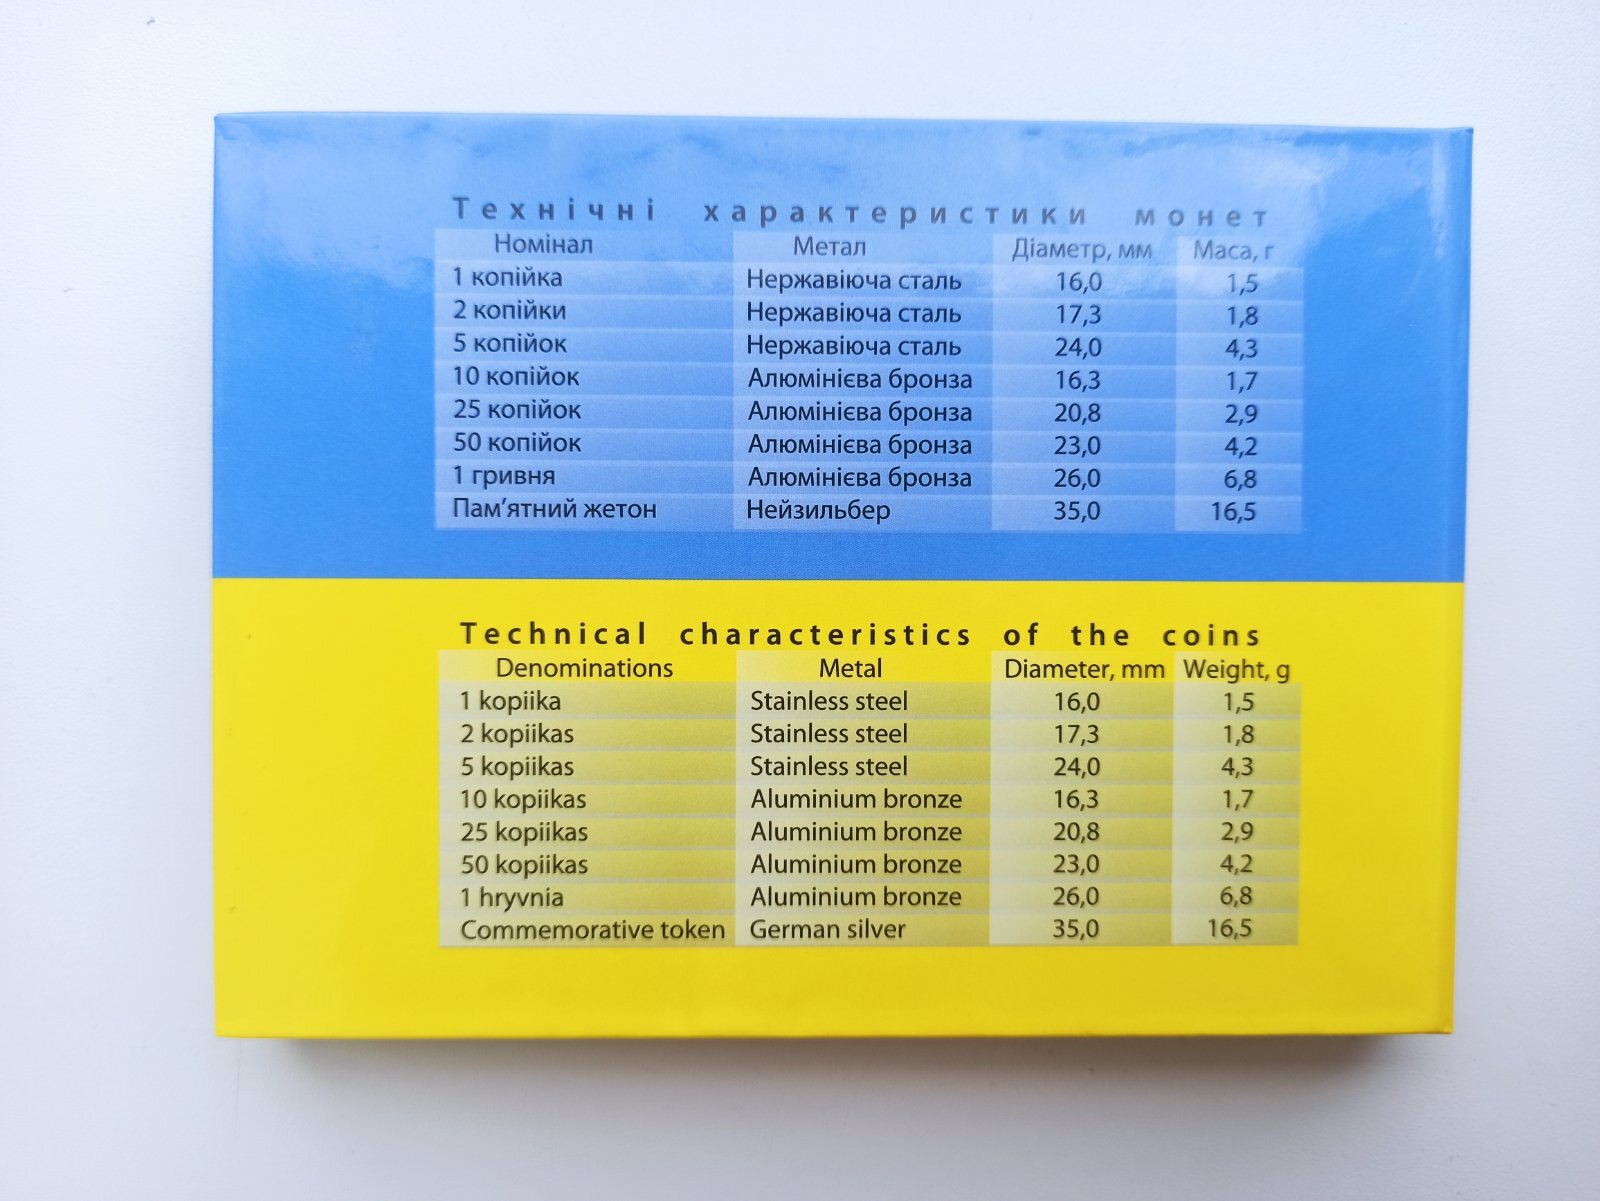 Технічні характеристики монет
Номінал Метал Діаметр, мм Маса, г
1 копійка Нержавіюча сталь 16,0 1,5
2 копійки Нержавіюча сталь 17,3 1,8
5 копійок Нержавіюча сталь 24,0 4,3
10 копійок Алюмінієва бронза 16,3 1,7
25 копійок Алюмінієва бронза 20,8 2,9
50 копійок Алюмінієва бронза 23,0 4,2
1 гривня Алюмінієва бронза 26,0 6,8
Пам'ятний жетон Нейзильбер 35,0 16,5
Technical characteristics of the coins
Denominations Metal Diameter, mm Weight, g
1 kopiika Stainless steel 16,0 1,5
2 kopiikas Stainless steel 17,3 1,8
5 kopiikas Stainless steel 24,0 4,3
10 kopiikas Aluminium bronze 16,3 1,7
25 kopiikas Aluminium bronze 20,8 2,9
50 kopiikas Aluminium bronze 23,0 4,2
1 hryvnia Aluminium bronze 26,0 6,8
Commemorative token German silver 35,0 16,5